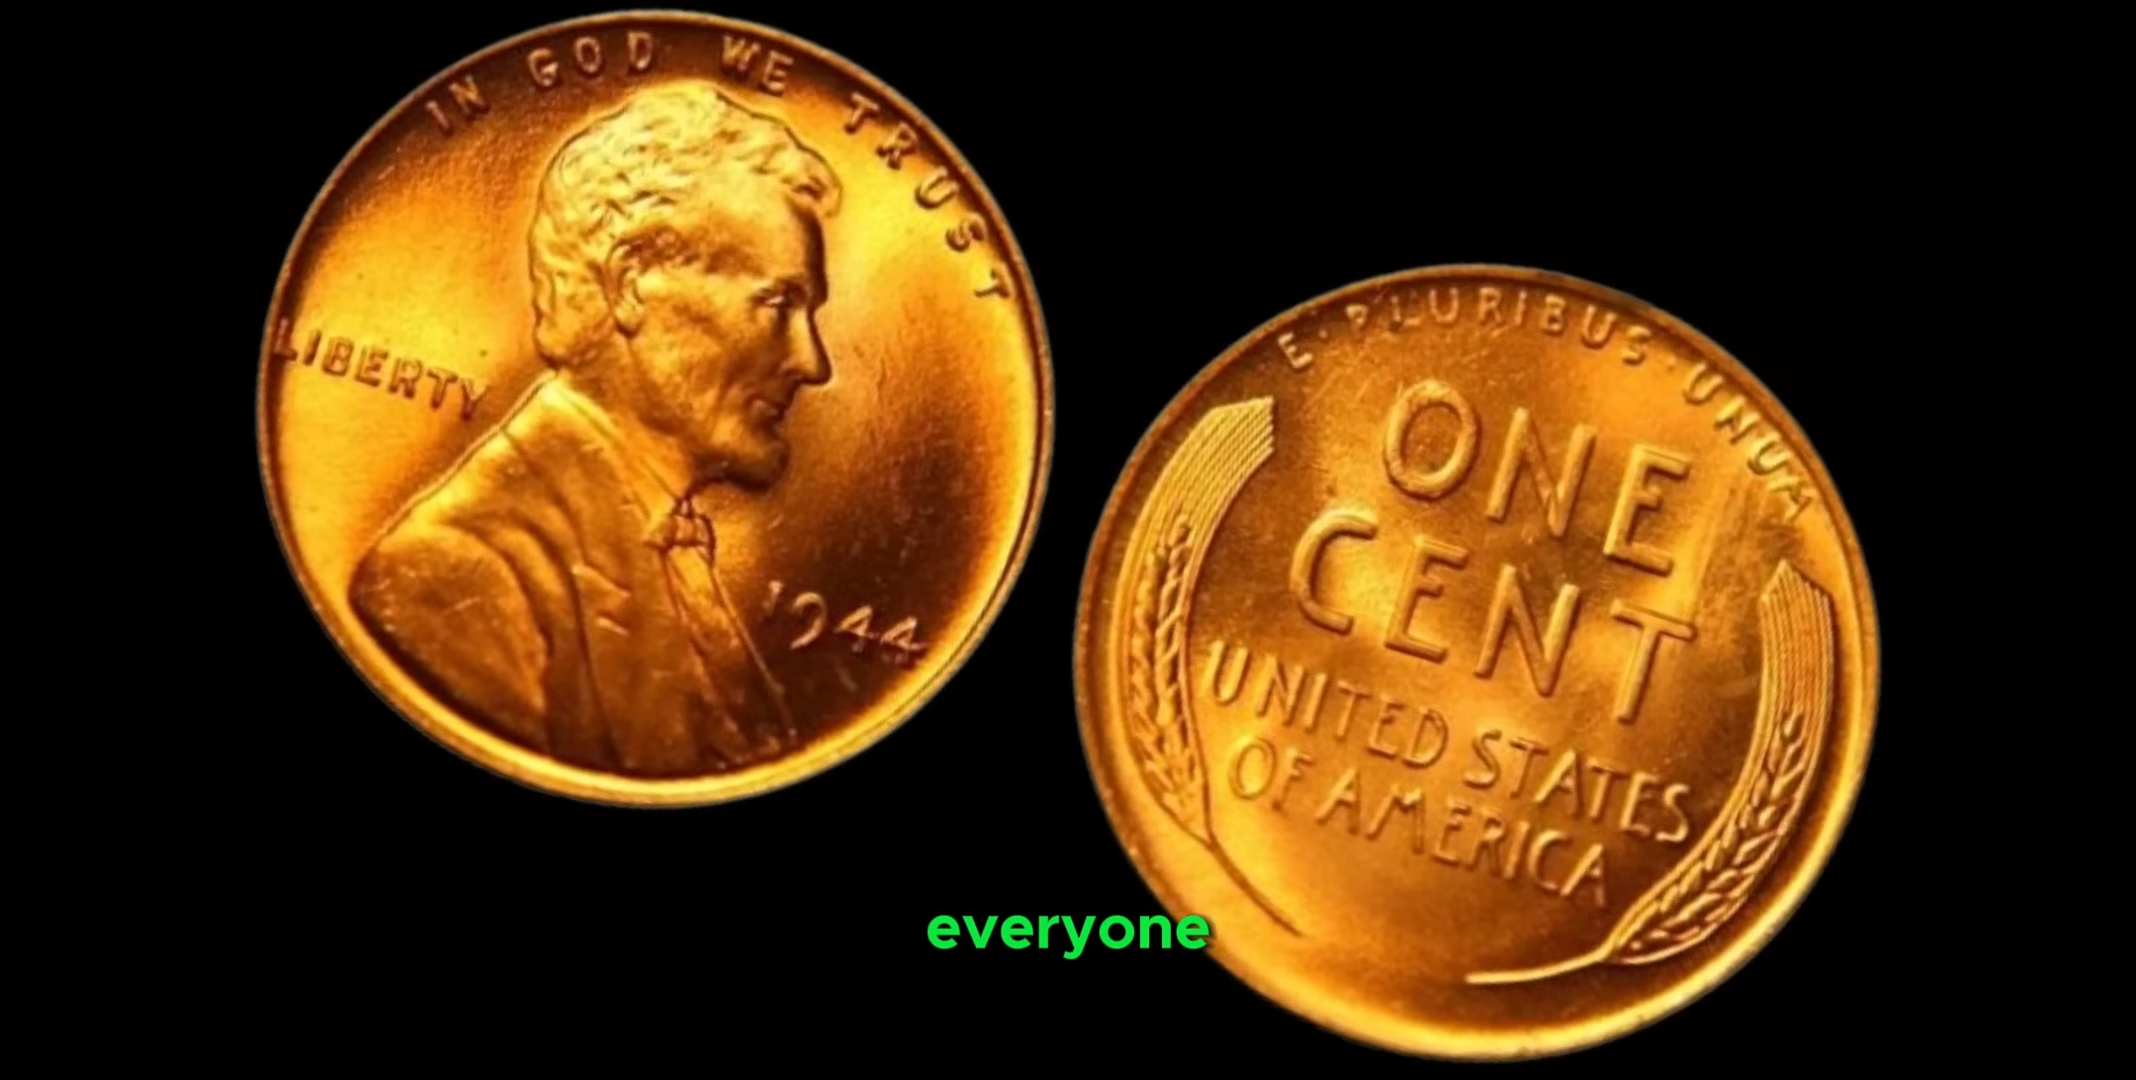 IN GOD WE TRUST
LIBERTY
1944
E·PLURIBUS·UNUM
ONE
CENT
UNITED STATES
OF AMERICA
everyone